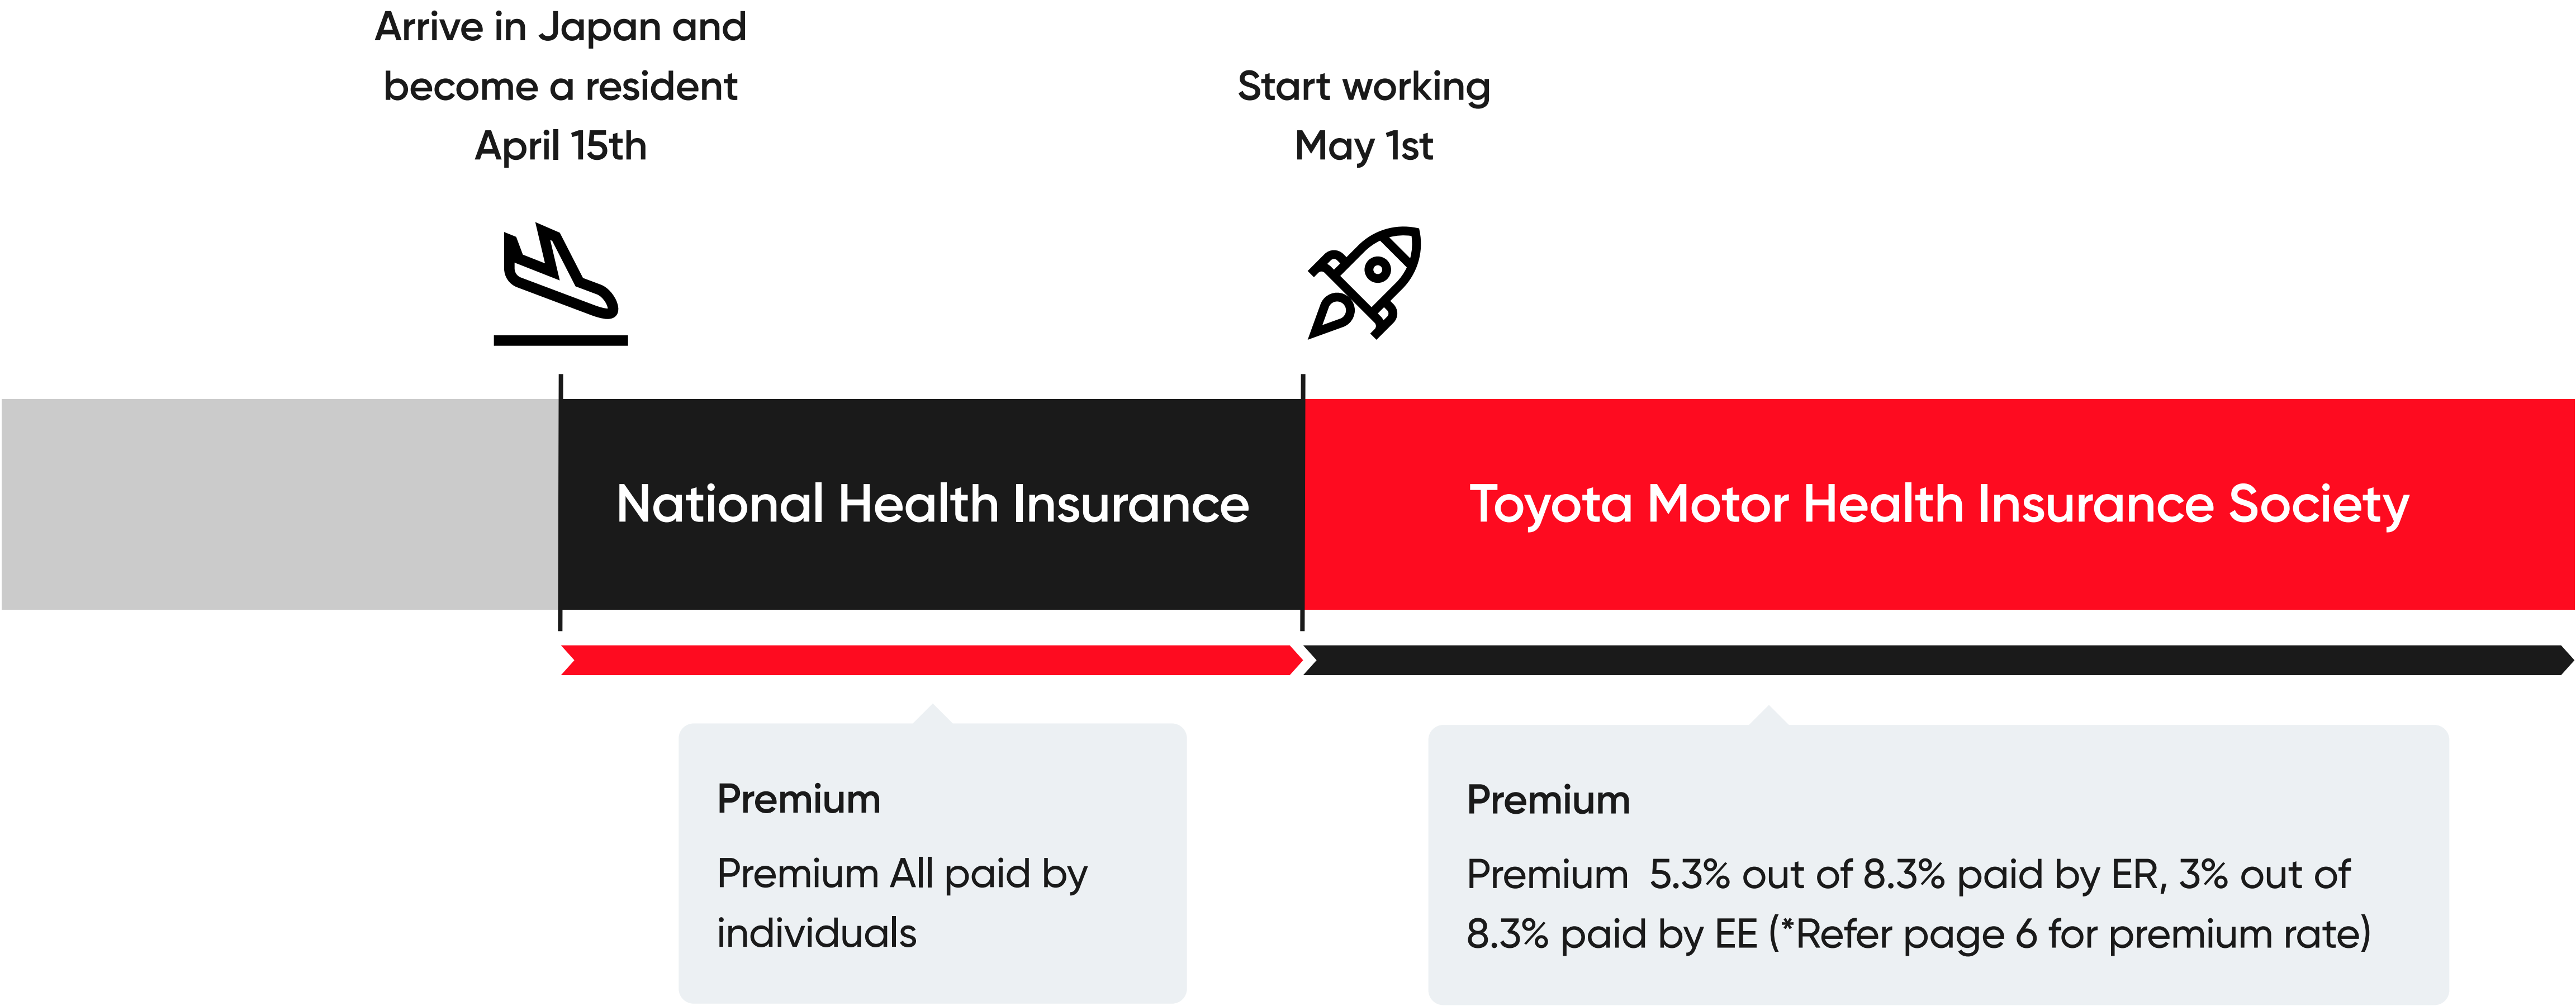 Arrive in Japan and
become a resident
April 15th
Start working
May 1st
National Health Insurance
Toyota Motor Health Insurance Society
Premium
Premium All paid by
individuals
Premium
Premium  5.3% out of 8.3% paid by ER, 3% out of
8.3% paid by EE (*Refer page 6 for premium rate)